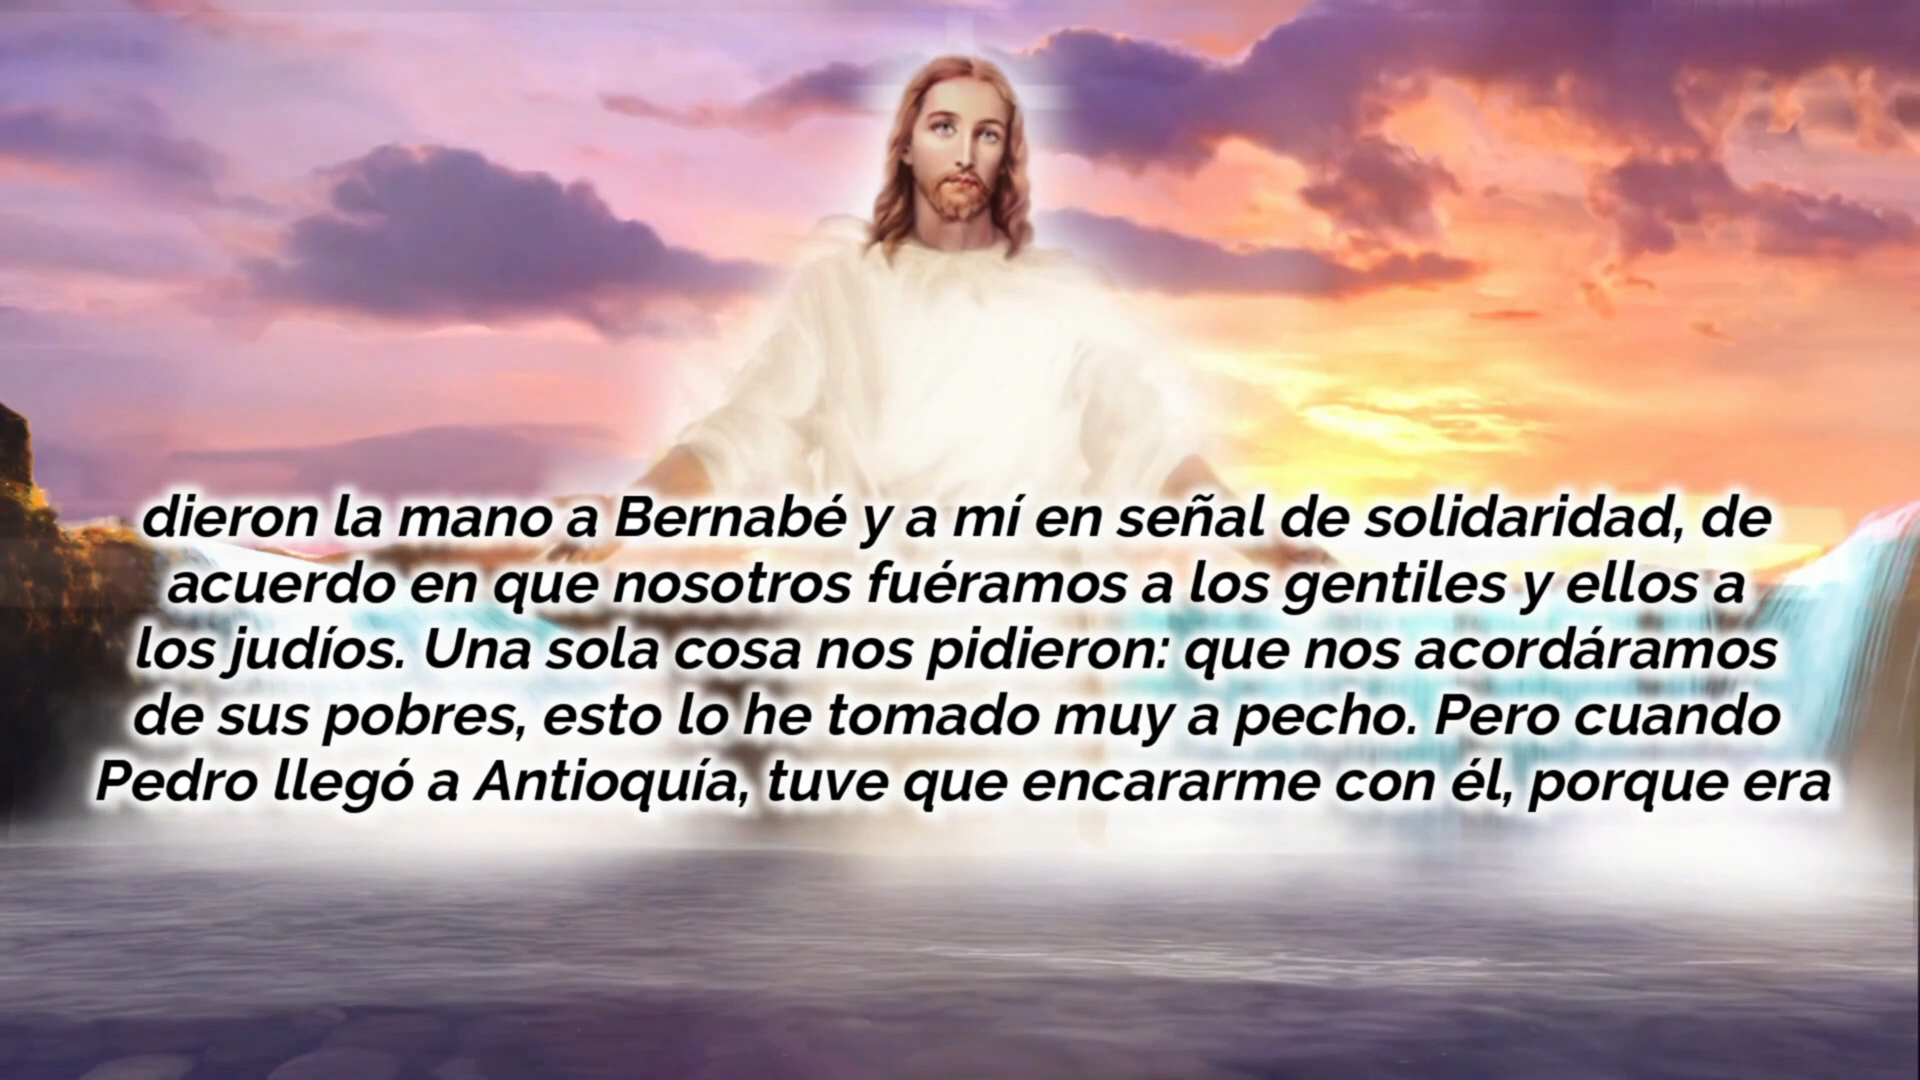 dieron la mano a Bernabé y a mí en señal de solidaridad, de
acuerdo en que nosotros fuéramos a los gentiles y ellos a
los judíos. Una sola cosa nos pidieron: que nos acordáramos
de sus pobres, esto lo he tomado muy a pecho. Pero cuando
Pedro llegó a Antioquía, tuve que encararme con él, porque era